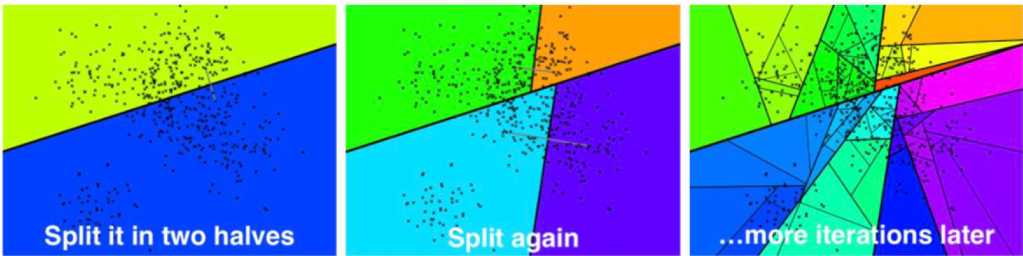 Split it in two halves
Split again
...more iterations later